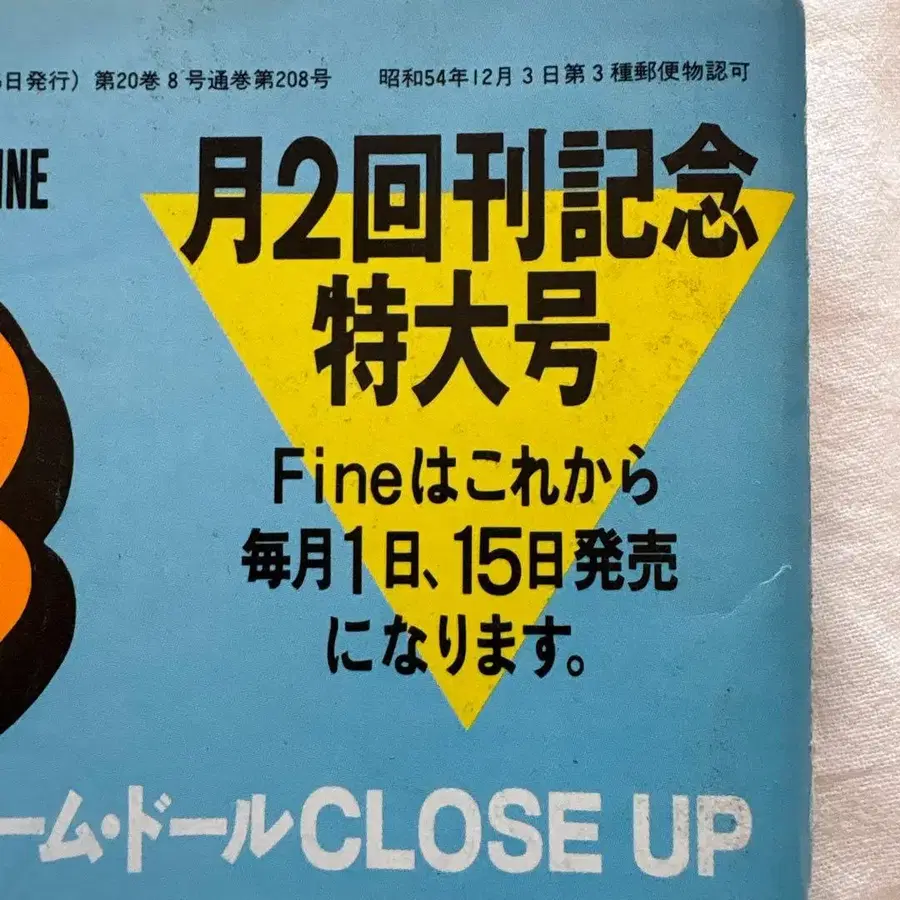 日発行）第20巻8号通巻第208号　昭和54年12月3日第3種郵便物認可
月2回刊記念
特大号
Fineはこれから
毎月1日、15日発売
になります。
ーム・ドールCLOSE UP